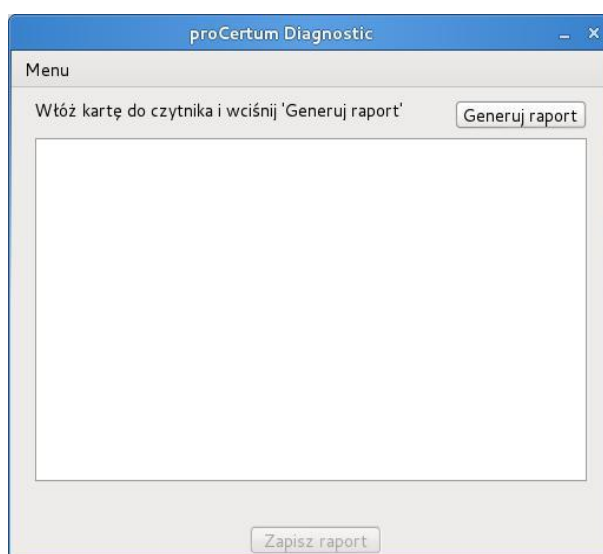 proCertum Diagnostic
Menu
Włóż kartę do czytnika i wciśnij 'Generuj raport'
Generuj raport
Zapisz raport